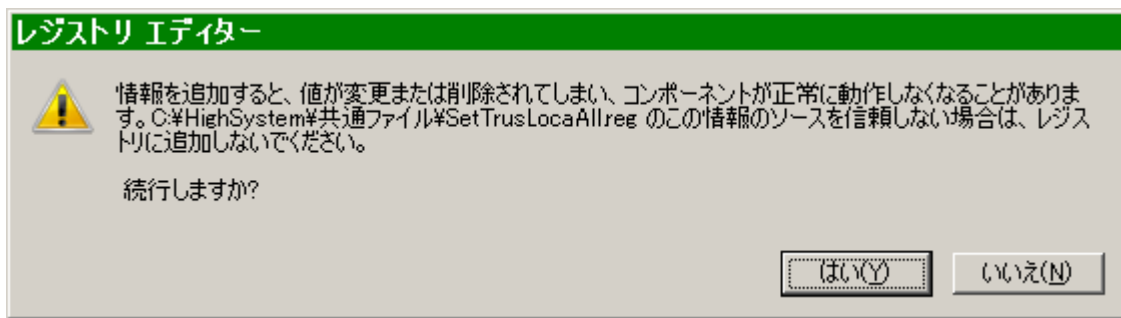 レジストリ エディター
情報を追加すると、値が変更または削除されてしまい、コンポーネントが正常に動作しなくなることがありま
す。C:¥HighSystem¥共通ファイル¥SetTrusLocaAll.reg のこの情報のソースを信頼しない場合は、レジス
トリに追加しないでください。
続行しますか?
はい(Y)
いいえ(N)